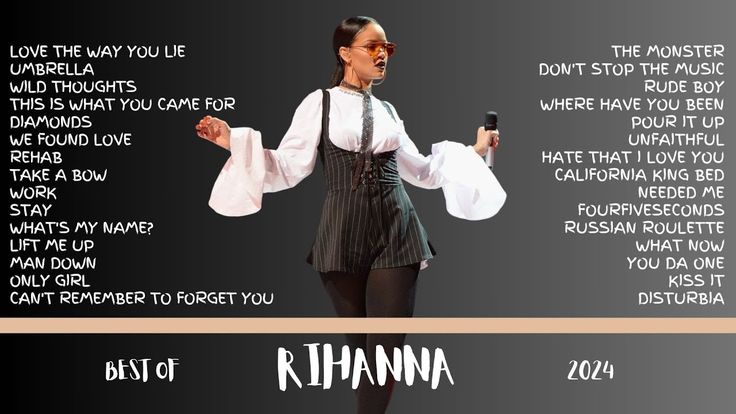 LOVE THE WAY YOU LIE
UMBRELLA
WILD THOUGHTS
THIS IS WHAT YOU CAME FOR
DIAMONDS
WE FOUND LOVE
REHAB
TAKE A BOW
WORK
STAY
WHAT'S MY NAME?
LIFT ME UP
MAN DOWN
ONLY GIRL
CAN'T REMEMBER TO FORGET YOU
THE MONSTER
DON'T STOP THE MUSIC
RUDE BOY
WHERE HAVE YOU BEEN
POUR IT UP
UNFAITHFUL
HATE THAT I LOVE YOU
CALIFORNIA KING BED
NEEDED ME
FOURFIVESECONDS
RUSSIAN ROULETTE
WHAT NOW
YOU DA ONE
KISS IT
DISTURBIA
BEST OF RIHANNA 2024